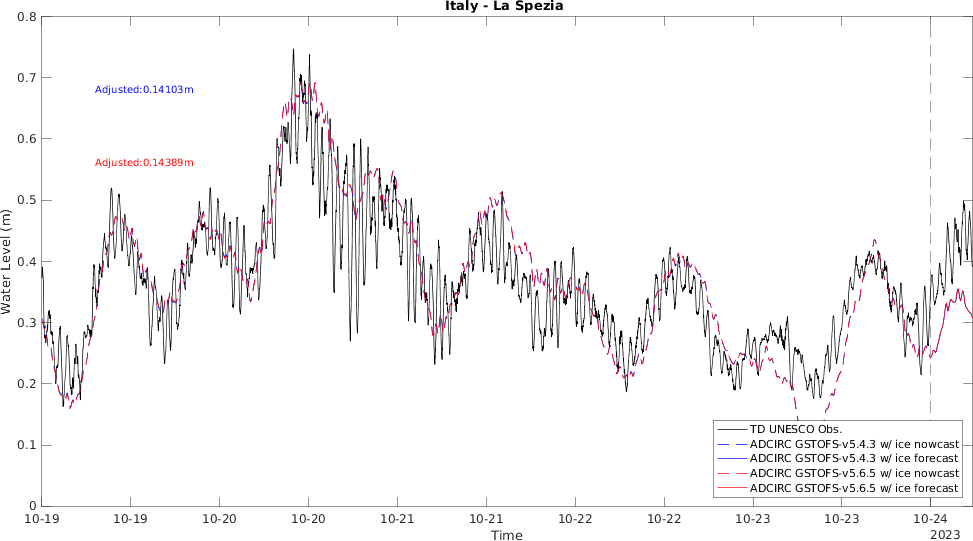 Italy - La Spezia
0.8
0.7
0.6
0.5
0.4
0.3
0.2
0.1
0
Water Level (m)
Adjusted:0.14103m
Adjusted:0.14389m
TD UNESCO Obs.
ADCIRC GSTOFS-v5.4.3 w/ ice nowcast
ADCIRC GSTOFS-v5.4.3 w/ ice forecast
ADCIRC GSTOFS-v5.6.5 w/ ice nowcast
ADCIRC GSTOFS-v5.6.5 w/ ice forecast
10-19 10-19 10-20 10-20 10-21 10-21 10-22 10-22 10-23 10-23 10-24
2023
Time